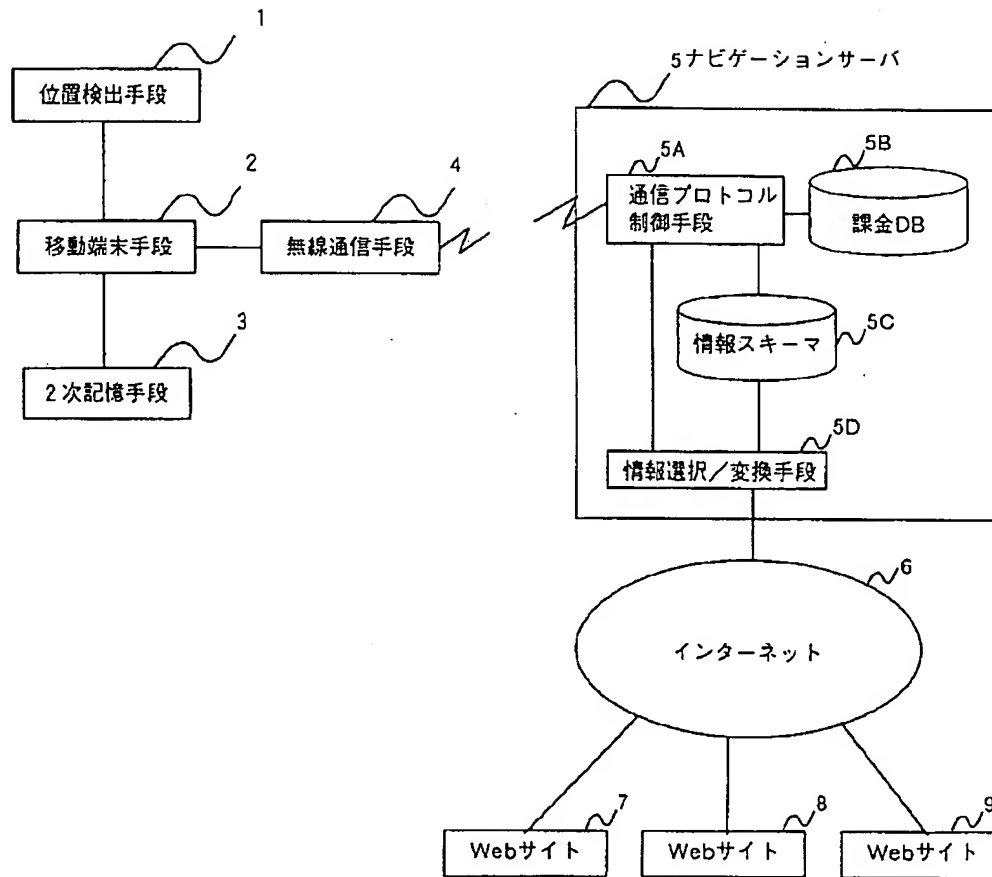 1
位置検出手段
2
移動端末手段
4
無線通信手段
3
2次記憶手段
5ナビゲーションサーバ
5A
通信プロトコル
制御手段
5B
課金DB
情報スキーマ
5C
5D
情報選択/変換手段
6
インターネット
7
Webサイト
8
Webサイト
9
Webサイト